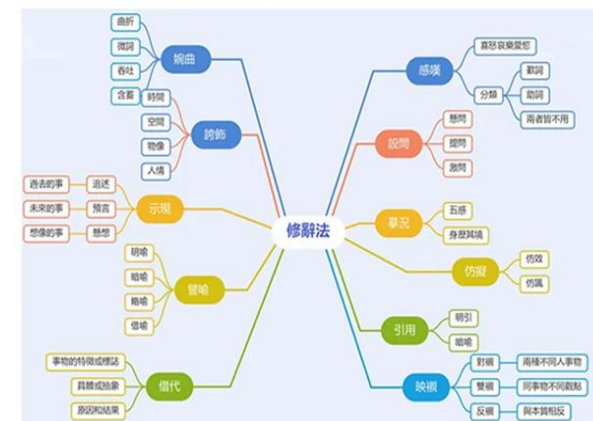 修辭法
婉曲
曲折
微詞
吞吐
含蓄
誇飾
時間
空間
物像
人情
示現
追述
過去的事
預言
未來的事
懸想
想像的事
譬喻
明喻
暗喻
略喻
借喻
借代
事物的特徵或標誌
具體或抽象
原因和結果
感嘆
喜怒哀樂愛慾
分類
歎詞
助詞
兩者皆不用
設問
懸問
提問
激問
摹況
五感
身歷其境
仿擬
仿效
仿諷
引用
明引
暗喻
映襯
對襯
兩種不同人事物
雙襯
同事物不同觀點
反襯
與本質相反